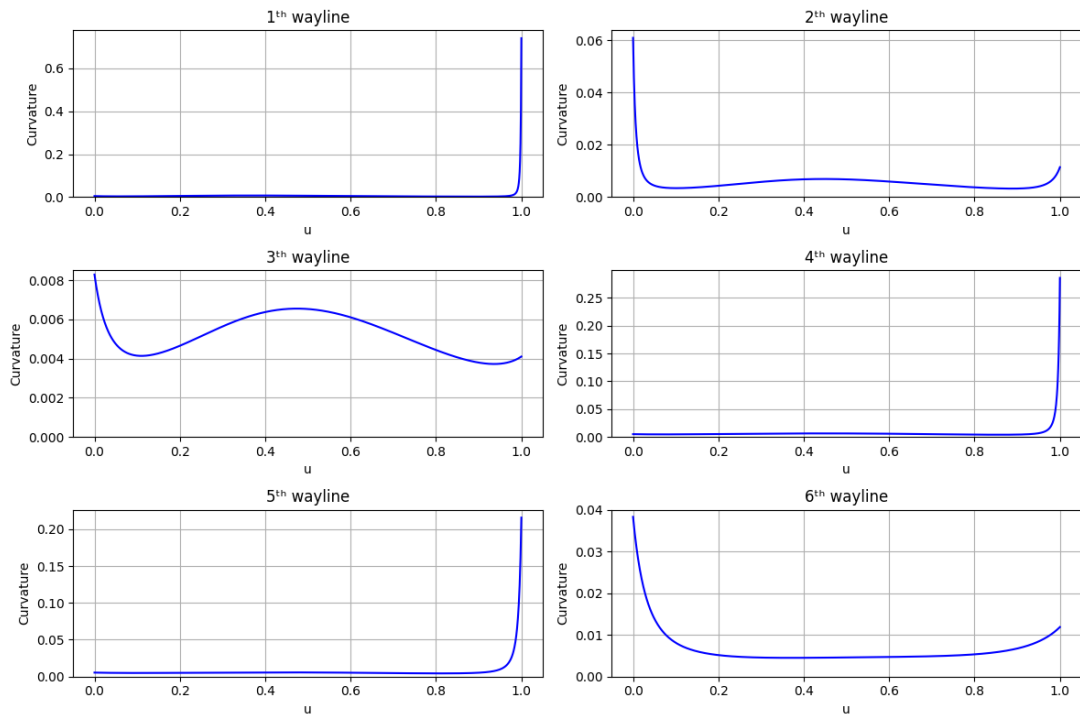 1ᵗʰ wayline
2ᵗʰ wayline
Curvature
0.6
0.4
0.2
0.0
0.0 0.2 0.4 0.6 0.8 1.0
u
Curvature
0.06
0.04
0.02
0.00
0.0 0.2 0.4 0.6 0.8 1.0
u
3ᵗʰ wayline
4ᵗʰ wayline
Curvature
0.008
0.006
0.004
0.002
0.000
0.0 0.2 0.4 0.6 0.8 1.0
u
Curvature
0.25
0.20
0.15
0.10
0.05
0.00
0.0 0.2 0.4 0.6 0.8 1.0
u
5ᵗʰ wayline
6ᵗʰ wayline
Curvature
0.20
0.15
0.10
0.05
0.00
0.0 0.2 0.4 0.6 0.8 1.0
u
Curvature
0.04
0.03
0.02
0.01
0.00
0.0 0.2 0.4 0.6 0.8 1.0
u